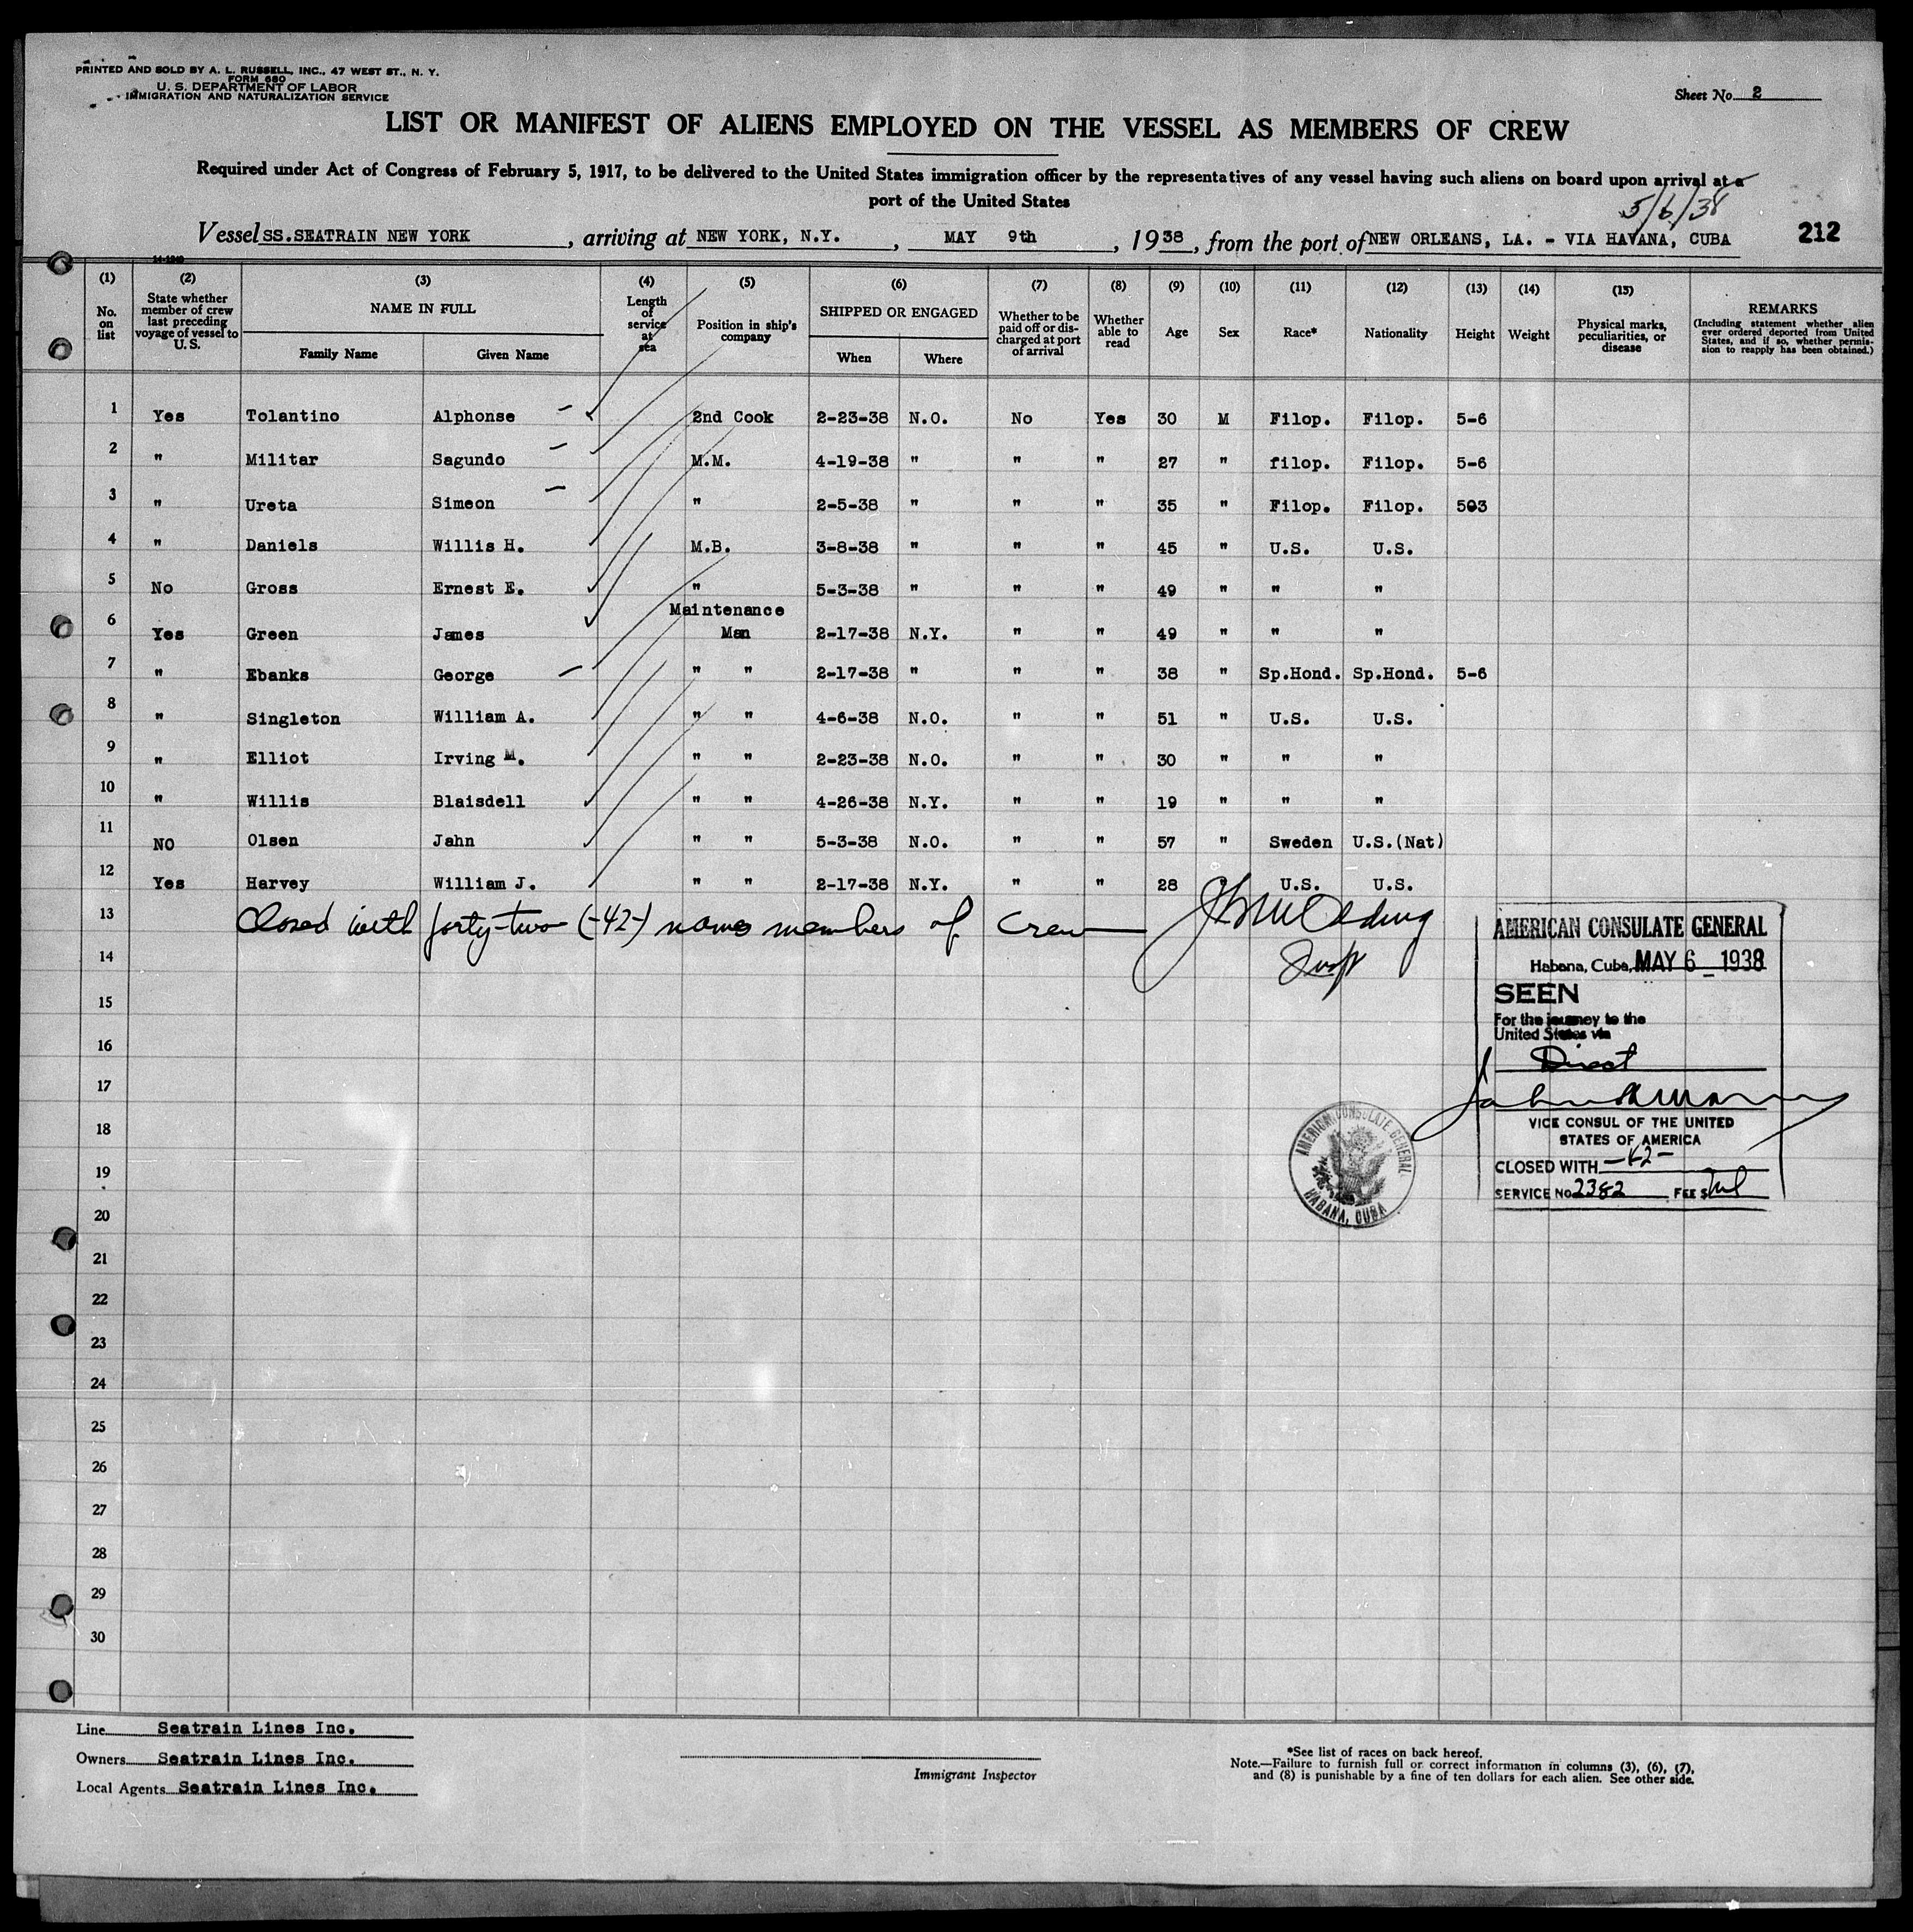 PRINTED AND SOLD BY A. L. RUSSELL, INC., 47 WEST ST., N. Y.
FORM 680
U. S. DEPARTMENT OF LABOR
IMMIGRATION AND NATURALIZATION SERVICE
Sheet No. 2
LIST OR MANIFEST OF ALIENS EMPLOYED ON THE VESSEL AS MEMBERS OF CREW
Required under Act of Congress of February 5, 1917, to be delivered to the United States immigration officer by the representatives of any vessel having such aliens on board upon arrival at a
port of the United States
5/6/38
Vessel SS.SEATRAIN NEW YORK, arriving at NEW YORK, N.Y., MAY 9th, 1938, from the port of NEW ORLEANS, LA. - VIA HAVANA, CUBA
212
14-1240
(1) (2) (3) (4) (5) (6) (7) (8) (9) (10) (11) (12) (13) (14) (15)
No. on list
State whether member of crew last preceding voyage of vessel to U. S.
NAME IN FULL
Family Name Given Name
Length of service at sea
Position in ship's company
SHIPPED OR ENGAGED
When Where
Whether to be paid off or discharged at port of arrival
Whether able to read
Age
Sex
Race*
Nationality
Height
Weight
Physical marks, peculiarities, or disease
REMARKS
(Including statement whether alien ever ordered deported from United States, and if so, whether permission to reapply has been obtained.)
1 Yes Tolantino Alphonse 2nd Cook 2-23-38 N.O. No Yes 30 M Filop. Filop. 5-6
2 " Militar Sagundo M.M. 4-19-38 " " " 27 " filop. Filop. 5-6
3 " Ureta Simeon " 2-5-38 " " " 35 " Filop. Filop. 503
4 " Daniels Willis H. M.B. 3-8-38 " " " 45 " U.S. U.S.
5 No Gross Ernest E. " 5-3-38 " " " 49 " " "
Maintenance
6 Yes Green James Man 2-17-38 N.Y. " " 49 " " "
7 " Ebanks George " " 2-17-38 " " " 38 " Sp.Hond. Sp.Hond. 5-6
8 " Singleton William A. " " 4-6-38 N.O. " " 51 " U.S. U.S.
9 " Elliot Irving M. " " 2-23-38 N.O. " " 30 " " "
10 " Willis Blaisdell " " 4-26-38 N.Y. " " 19 " " "
11 NO Olsen Jahn " " 5-3-38 N.O. " " 57 " Sweden U.S.(Nat)
12 Yes Harvey William J. " " 2-17-38 N.Y. " " 28 " U.S. U.S.
13 Closed with forty-two (-42-) names members of Crew
14
15
16
17
18
19
20
21
22
23
24
25
26
27
28
29
30
AMERICAN CONSULATE GENERAL
Habana, Cuba, MAY 6 1938
SEEN
For the journey to the
United States via
Direct
VICE CONSUL OF THE UNITED
STATES OF AMERICA
CLOSED WITH -42-
SERVICE NO 2382 FEE $ Nil
AMERICAN CONSULATE GENERAL
HABANA, CUBA
Line Seatrain Lines Inc.
Owners Seatrain Lines Inc.
Local Agents Seatrain Lines Inc.
Immigrant Inspector
*See list of races on back hereof.
Note.—Failure to furnish full or correct information in columns (3), (6), (7),
and (8) is punishable by a fine of ten dollars for each alien. See other side.